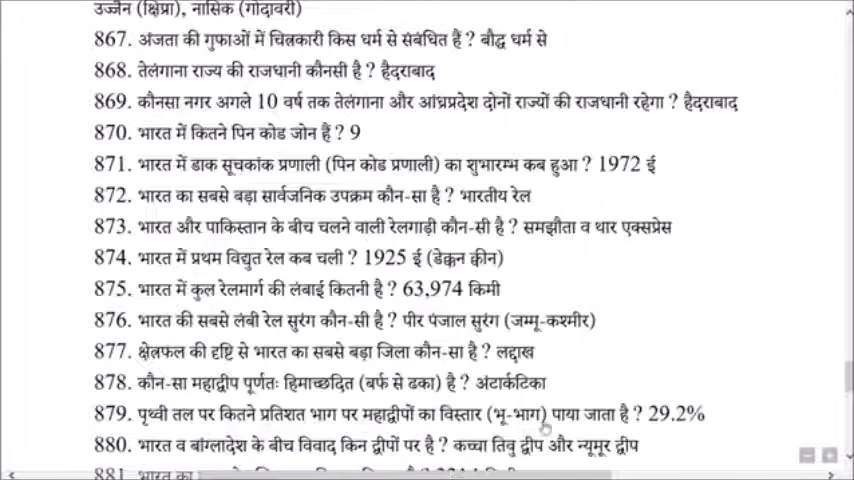 उज्जैन (क्षिप्रा), नासिक (गोदावरी)
867. अंजता की गुफाओं में चित्रकारी किस धर्म से संबंधित हैं ? बौद्ध धर्म से
868. तेलंगाना राज्य की राजधानी कौनसी है ? हैदराबाद
869. कौनसा नगर अगले 10 वर्ष तक तेलंगाना और आंध्रप्रदेश दोनों राज्यों की राजधानी रहेगा ? हैदराबाद
870. भारत में कितने पिन कोड जोन हैं ? 9
871. भारत में डाक सूचकांक प्रणाली (पिन कोड प्रणाली) का शुभारम्भ कब हुआ ? 1972 ई
872. भारत का सबसे बड़ा सार्वजनिक उपक्रम कौन-सा है ? भारतीय रेल
873. भारत और पाकिस्तान के बीच चलने वाली रेलगाड़ी कौन-सी है ? समझौता व थार एक्सप्रेस
874. भारत में प्रथम विद्युत रेल कब चली ? 1925 ई (डेक्कन क्वीन)
875. भारत में कुल रेलमार्ग की लंबाई कितनी है ? 63,974 किमी
876. भारत की सबसे लंबी रेल सुरंग कौन-सी है ? पीर पंजाल सुरंग (जम्मू-कश्मीर)
877. क्षेत्रफल की दृष्टि से भारत का सबसे बड़ा जिला कौन-सा है ? लद्दाख
878. कौन-सा महाद्वीप पूर्णतः हिमाच्छदित (बर्फ से ढका) है ? अंटार्कटिका
879. पृथ्वी तल पर कितने प्रतिशत भाग पर महाद्वीपों का विस्तार (भू-भाग) पाया जाता है ? 29.2%
880. भारत व बांग्लादेश के बीच विवाद किन द्वीपों पर है ? कच्चा तिवु द्वीप और न्यूमूर द्वीप
881. भारत का